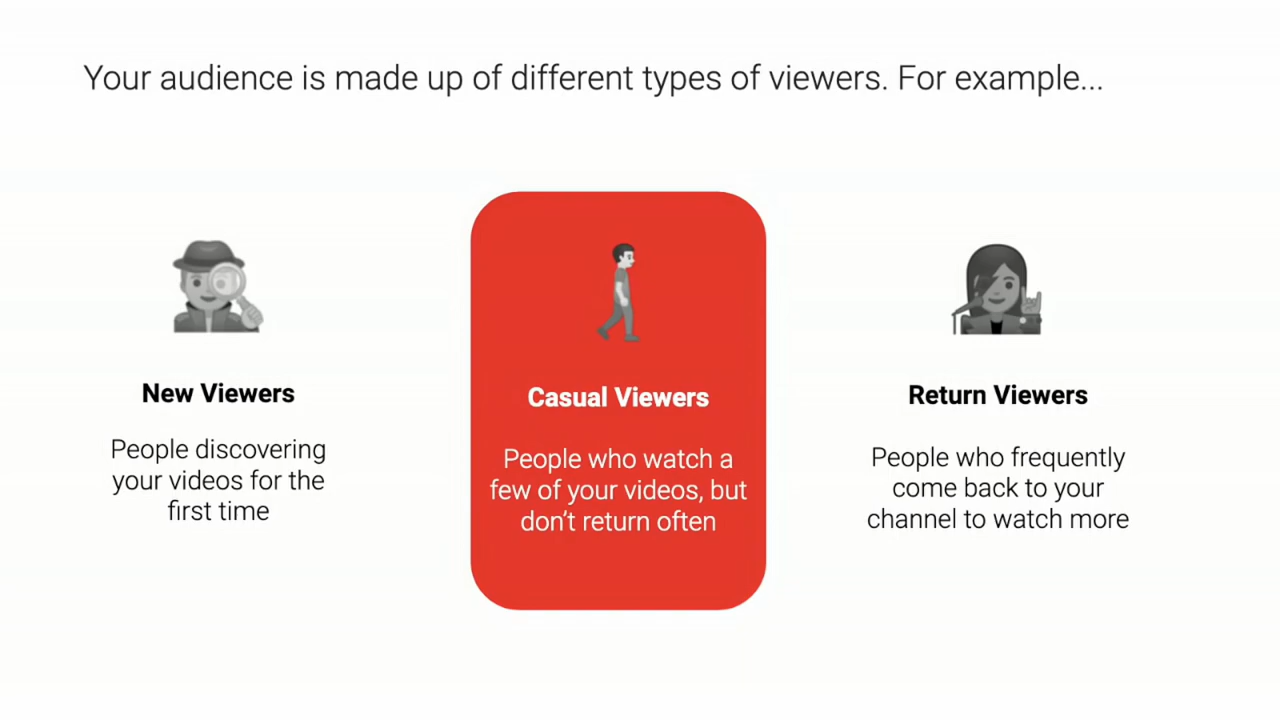 Your audience is made up of different types of viewers. For example...
New Viewers
People discovering
your videos for the
first time
Casual Viewers
People who watch a
few of your videos, but
don’t return often
Return Viewers
People who frequently
come back to your
channel to watch more